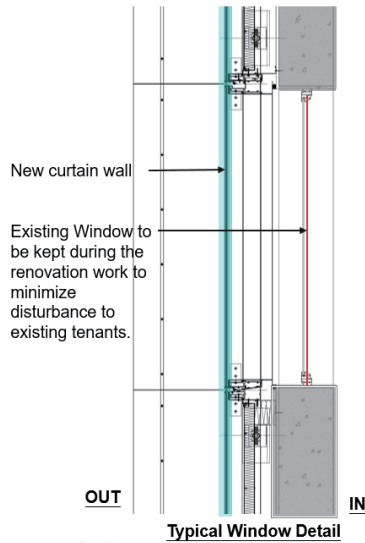 New curtain wall
Existing Window to
be kept during the
renovation work to
minimize
disturbance to
existing tenants.
OUT
IN
Typical Window Detail